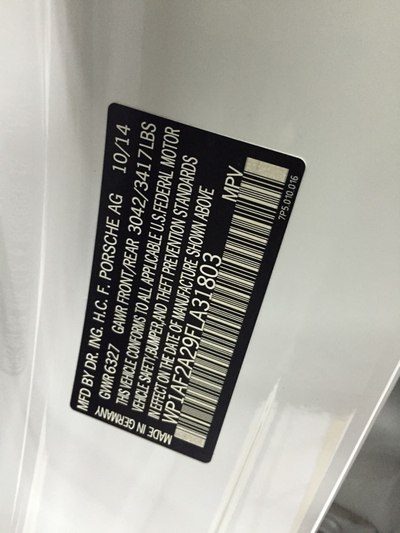 MFD BY DR. ING. H.C. F. PORSCHE AG 10/14
GWR 6327 GAWR FRONT/REAR 3042/3417LBS
THIS VEHICLE CONFORMS TO ALL APPLICABLE U.S.FEDERAL MOTOR
VEHICLE SAFETY,BUMPER,AND THEFT PREVENTION STANDARDS
IN EFFECT ON THE DATE OF MANUFACTURE SHOWN ABOVE
WP1AF2A29FLA31803 MPV
MADE IN GERMANY
7P5.010.016